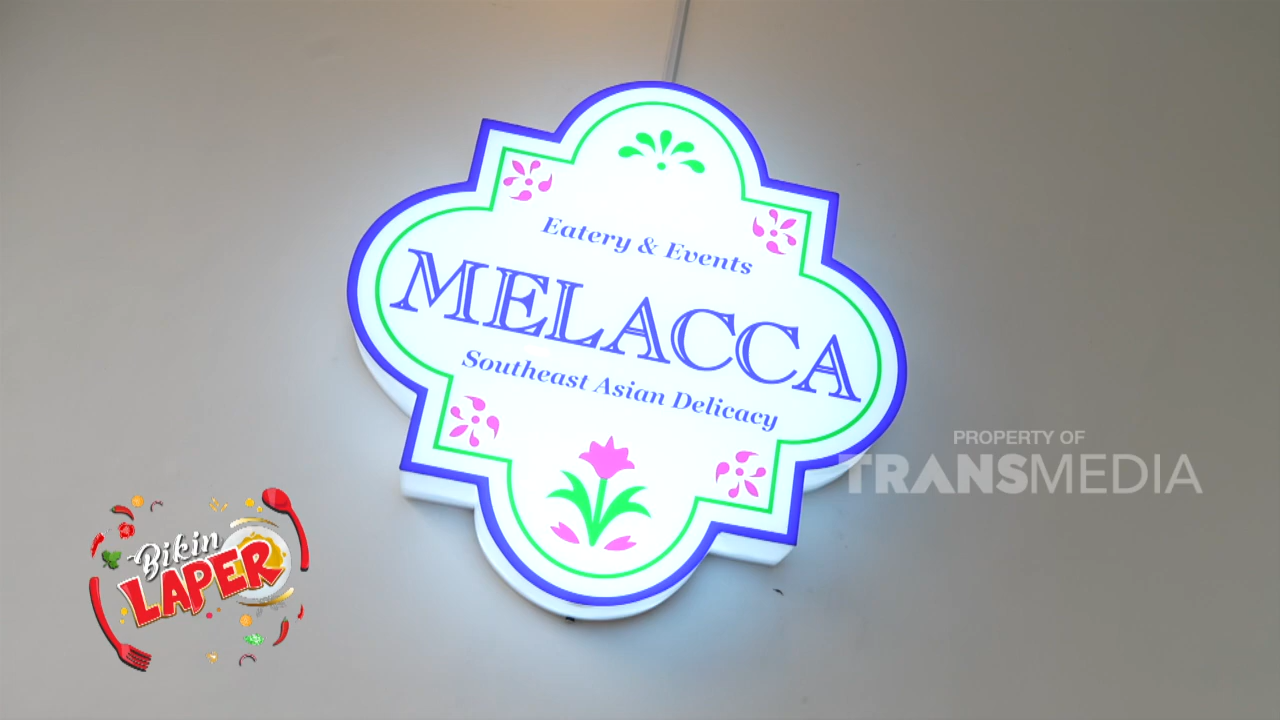 Eatery & Events
MELACCA
Southeast Asian Delicacy
PROPERTY OF
TRANSMEDIA
Bikin
LAPER